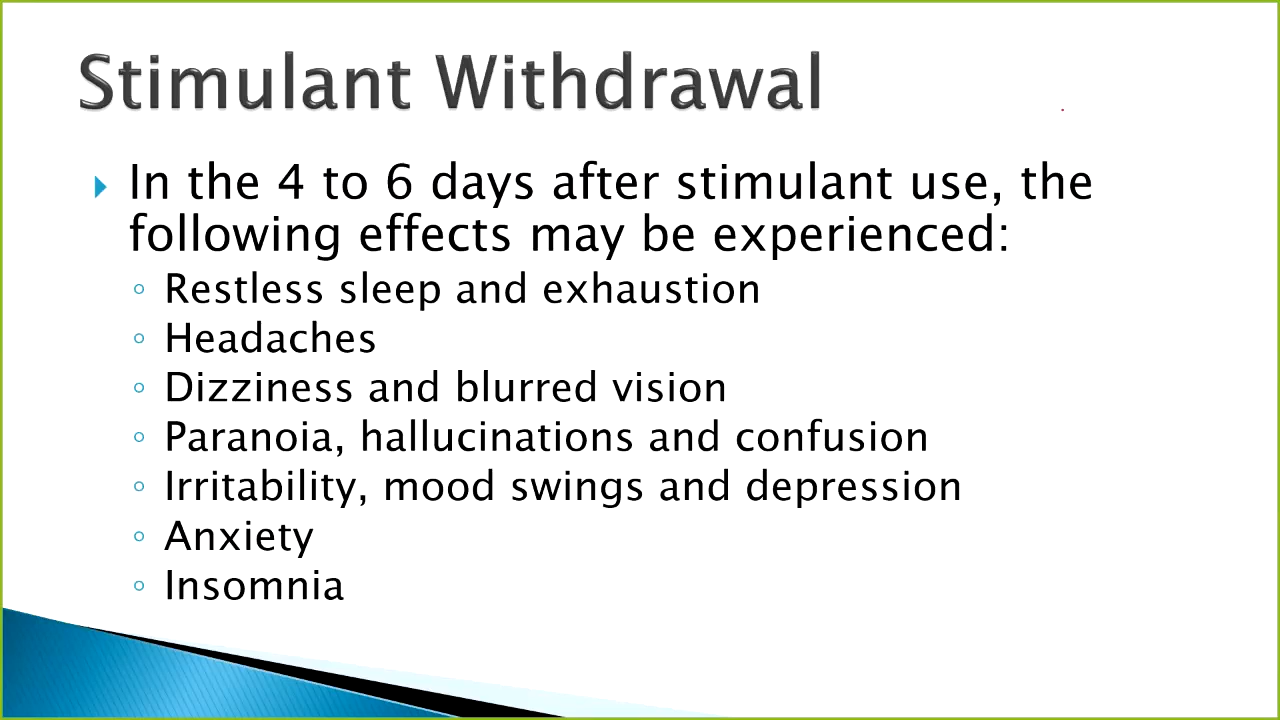 Stimulant Withdrawal
In the 4 to 6 days after stimulant use, the
following effects may be experienced:
Restless sleep and exhaustion
Headaches
Dizziness and blurred vision
Paranoia, hallucinations and confusion
Irritability, mood swings and depression
Anxiety
Insomnia